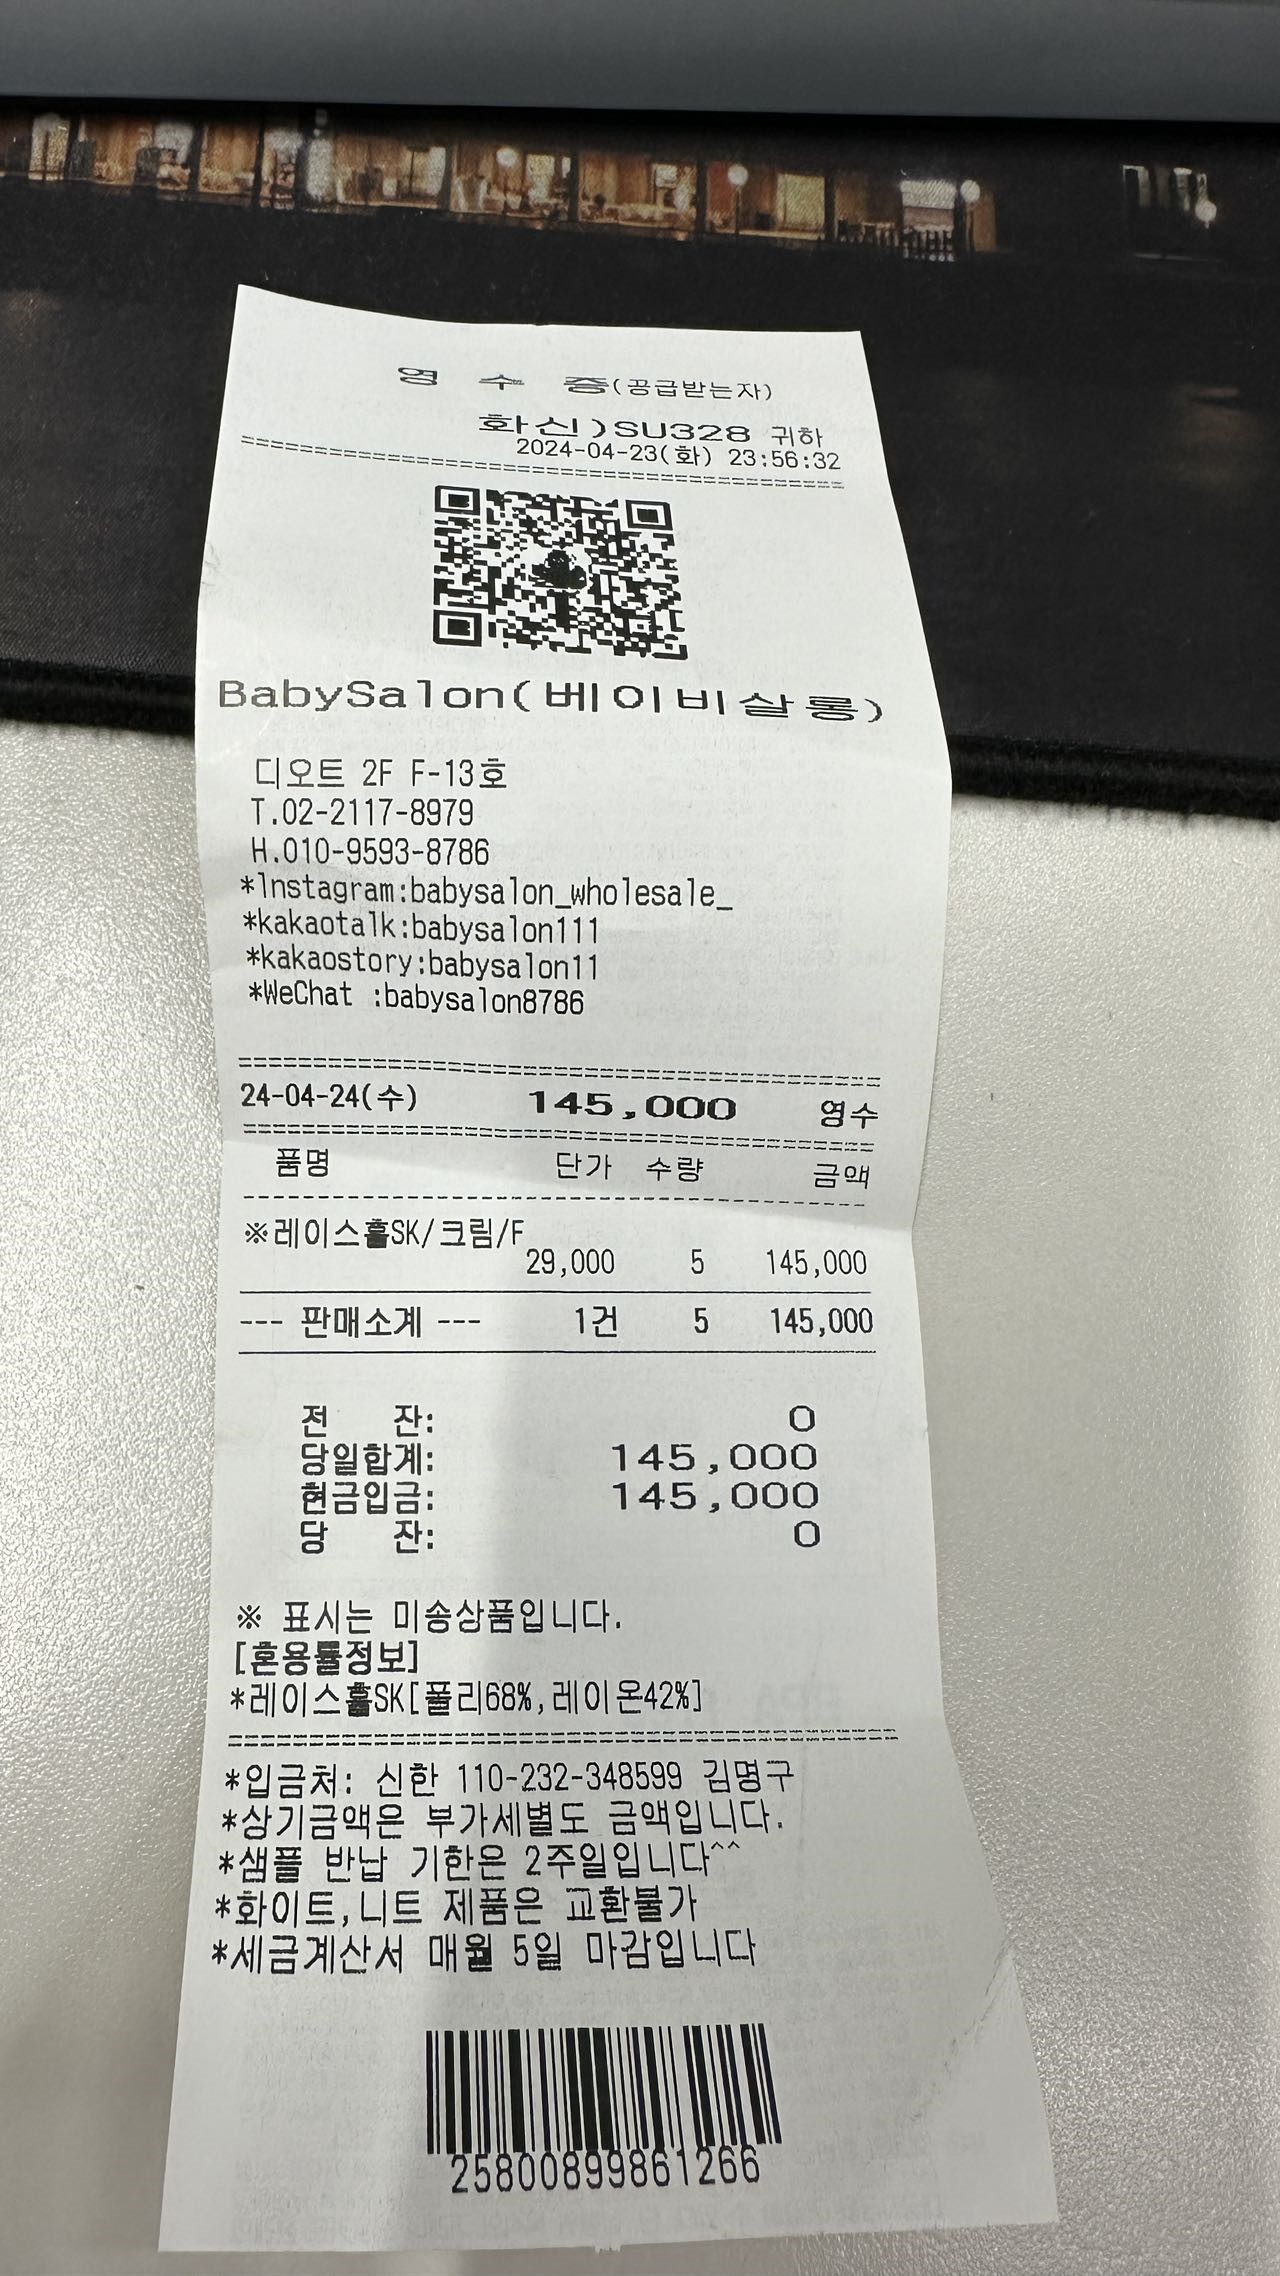 영 수 증(공급받는자)
화신)SU328 귀하
2024-04-23(화) 23:56:32
BabySalon(베이비살롱)
디오트 2F F-13호
T.02-2117-8979
H.010-9593-8786
*Instagram:babysalon_wholesale_
*kakaotalk:babysalon111
*kakaostory:babysalon11
*WeChat :babysalon8786
24-04-24(수) 145,000 영수
품명 단가 수량 금액
※레이스훌SK/크림/F
29,000 5 145,000
--- 판매소계 --- 1건 5 145,000
전 잔: 0
당일합계: 145,000
현금입금: 145,000
당 잔: 0
※ 표시는 미송상품입니다.
[혼용률정보]
*레이스훌SK[폴리68%,레이온42%]
*입금처: 신한 110-232-348599 김명구
*상기금액은 부가세별도 금액입니다.
*샘플 반납 기한은 2주일입니다^^
*화이트,니트 제품은 교환불가
*세금계산서 매월 5일 마감입니다
25800899861266